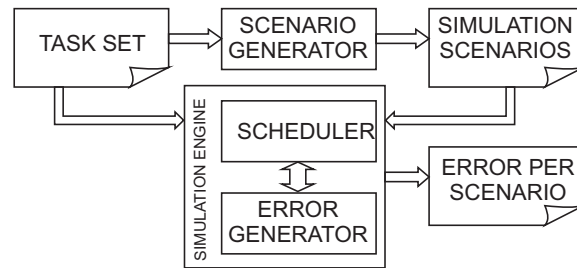 TASK SET
SCENARIO
GENERATOR
SIMULATION
SCENARIOS
SIMULATION ENGINE
SCHEDULER
ERROR
GENERATOR
ERROR PER
SCENARIO